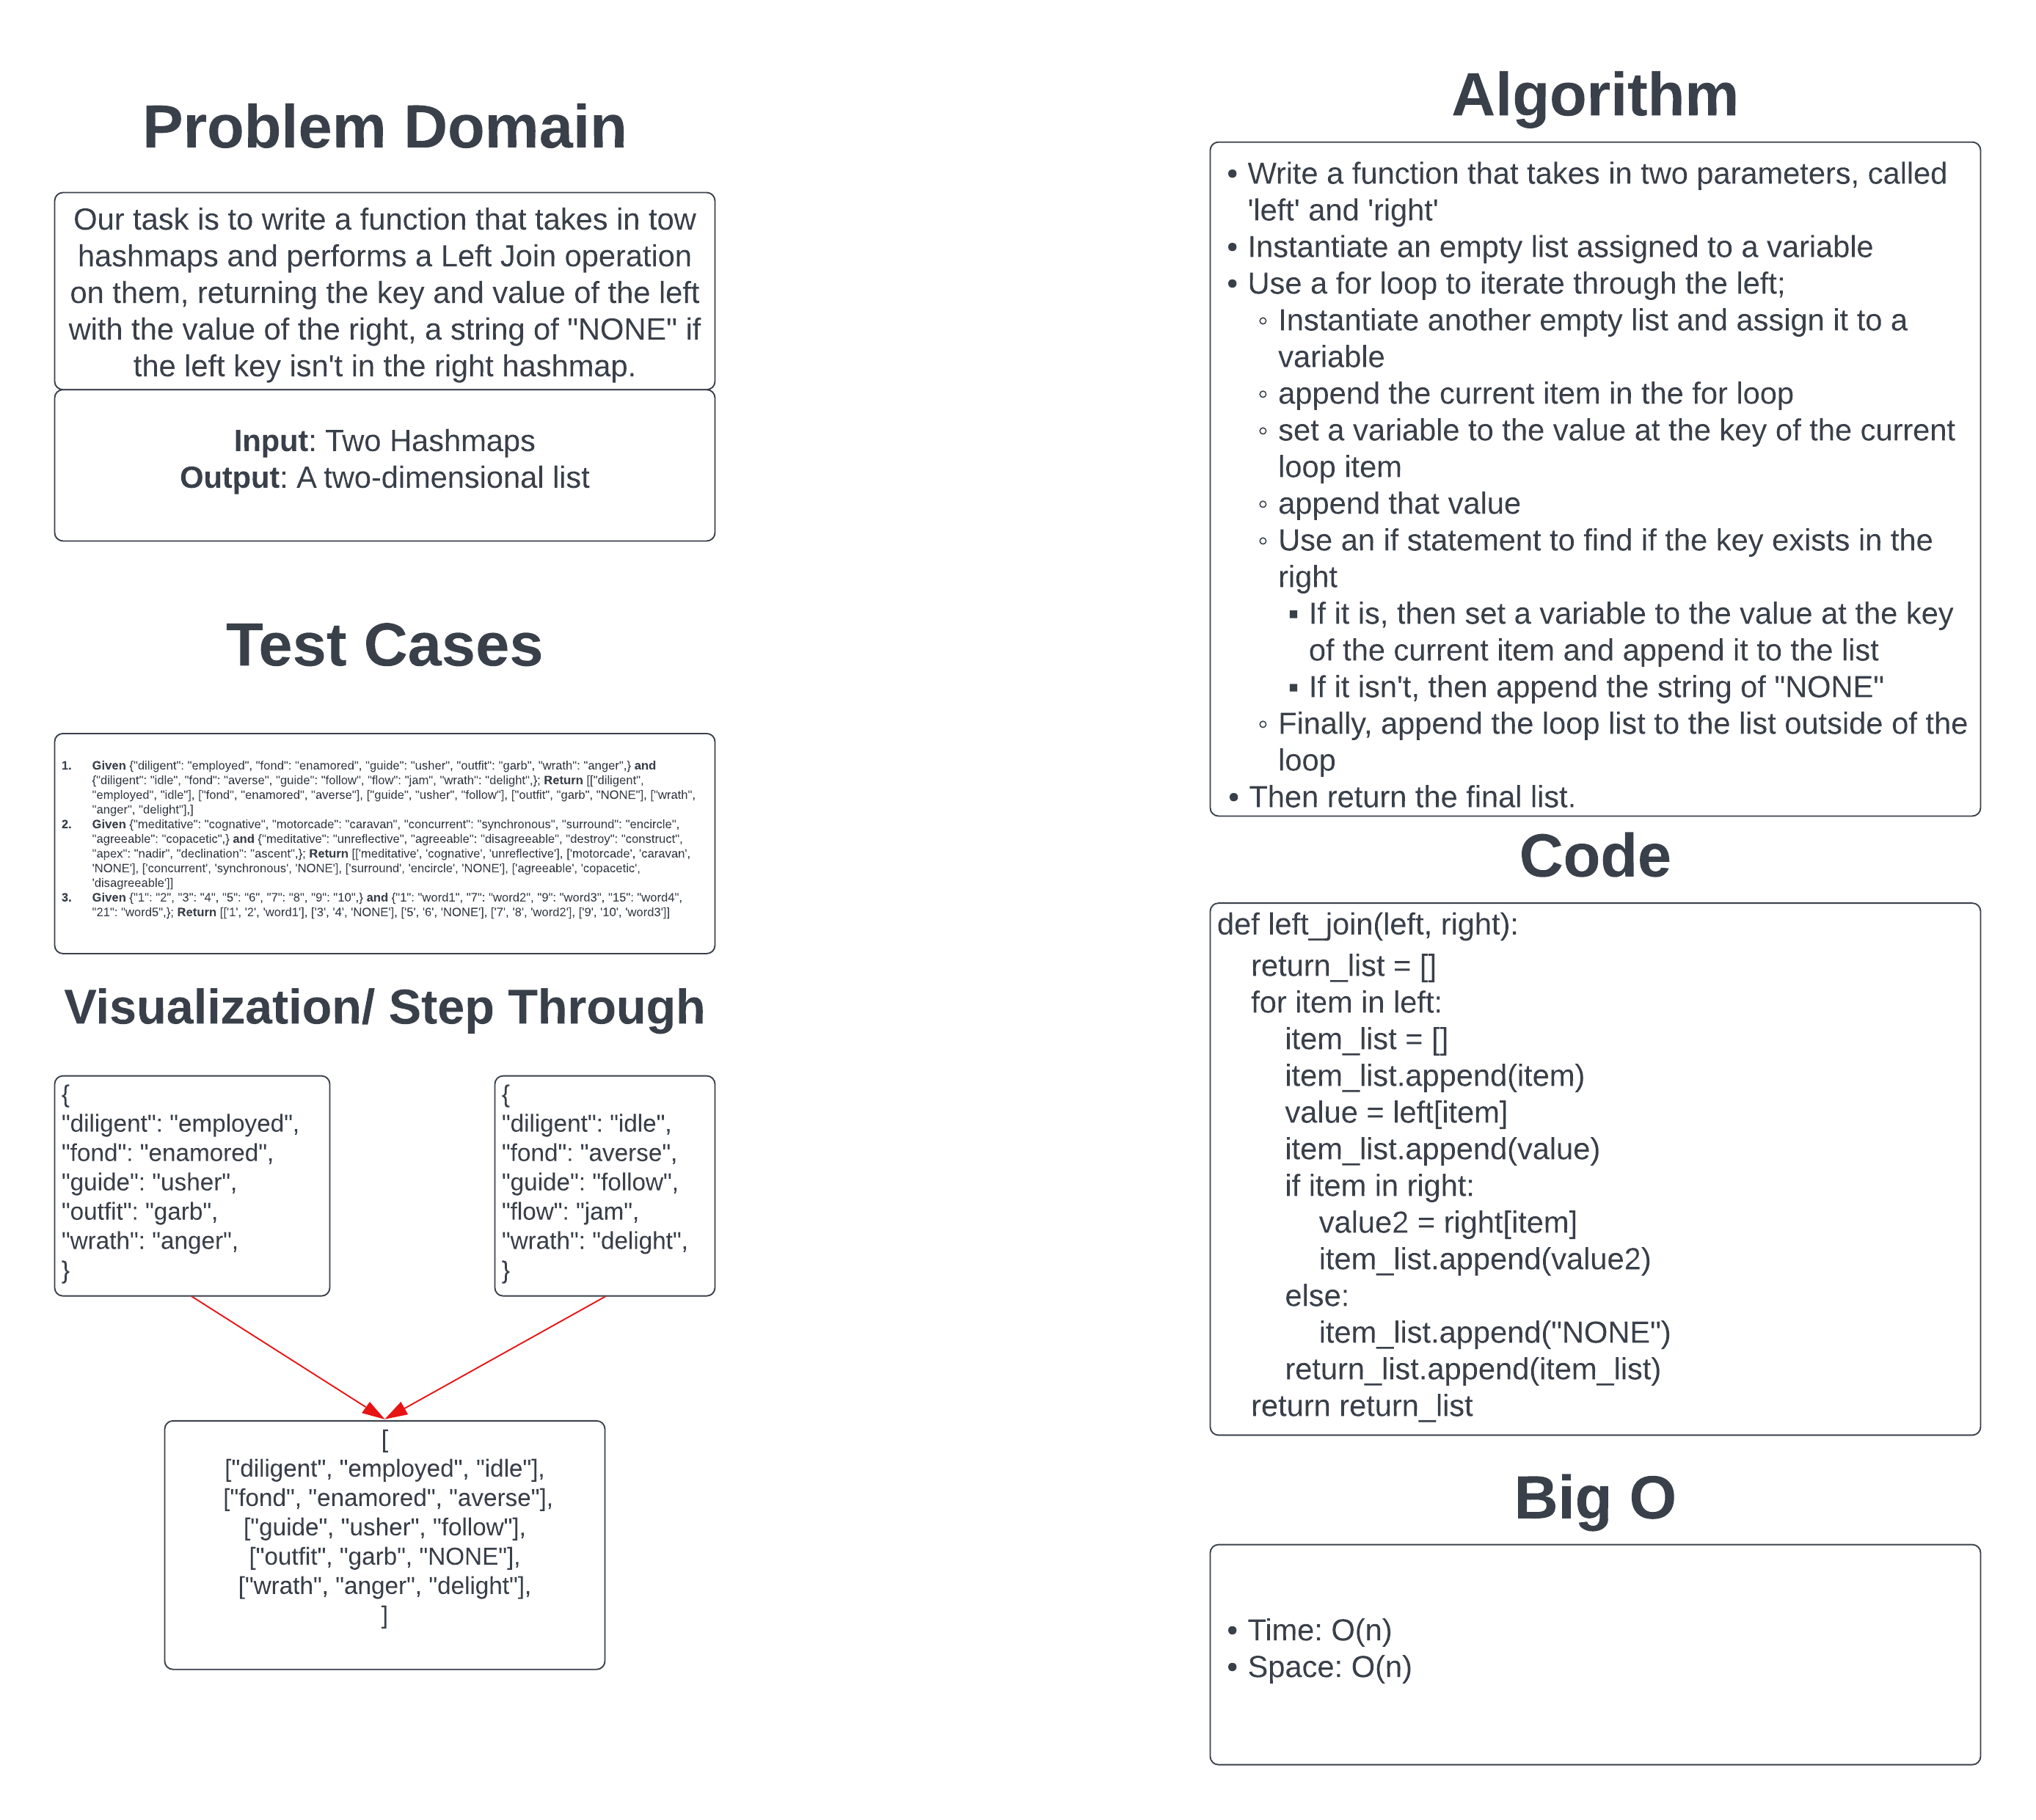 Problem Domain
Our task is to write a function that takes in tow
hashmaps and performs a Left Join operation
on them, returning the key and value of the left
with the value of the right, a string of "NONE" if
the left key isn't in the right hashmap.
Input: Two Hashmaps
Output: A two-dimensional list
Test Cases
1. Given {"diligent": "employed", "fond": "enamored", "guide": "usher", "outfit": "garb", "wrath": "anger",} and
{"diligent": "idle", "fond": "averse", "guide": "follow", "flow": "jam", "wrath": "delight",}; Return [["diligent",
"employed", "idle"], ["fond", "enamored", "averse"], ["guide", "usher", "follow"], ["outfit", "garb", "NONE"], ["wrath",
"anger", "delight"],]
2. Given {"meditative": "cognative", "motorcade": "caravan", "concurrent": "synchronous", "surround": "encircle",
"agreeable": "copacetic",} and {"meditative": "unreflective", "agreeable": "disagreeable", "destroy": "construct",
"apex": "nadir", "declination": "ascent",}; Return [['meditative', 'cognative', 'unreflective'], ['motorcade', 'caravan',
'NONE'], ['concurrent', 'synchronous', 'NONE'], ['surround', 'encircle', 'NONE'], ['agreeable', 'copacetic',
'disagreeable']]
3. Given {"1": "2", "3": "4", "5": "6", "7": "8", "9": "10",} and {"1": "word1", "7": "word2", "9": "word3", "15": "word4",
"21": "word5",}; Return [['1', '2', 'word1'], ['3', '4', 'NONE'], ['5', '6', 'NONE'], ['7', '8', 'word2'], ['9', '10', 'word3']]
Visualization/ Step Through
{
"diligent": "employed",
"fond": "enamored",
"guide": "usher",
"outfit": "garb",
"wrath": "anger",
}
{
"diligent": "idle",
"fond": "averse",
"guide": "follow",
"flow": "jam",
"wrath": "delight",
}
[
["diligent", "employed", "idle"],
["fond", "enamored", "averse"],
["guide", "usher", "follow"],
["outfit", "garb", "NONE"],
["wrath", "anger", "delight"],
]
Algorithm
• Write a function that takes in two parameters, called
'left' and 'right'
• Instantiate an empty list assigned to a variable
• Use a for loop to iterate through the left;
◦ Instantiate another empty list and assign it to a
variable
◦ append the current item in the for loop
◦ set a variable to the value at the key of the current
loop item
◦ append that value
◦ Use an if statement to find if the key exists in the
right
▪ If it is, then set a variable to the value at the key
of the current item and append it to the list
▪ If it isn't, then append the string of "NONE"
◦ Finally, append the loop list to the list outside of the
loop
• Then return the final list.
Code
def left_join(left, right):
return_list = []
for item in left:
item_list = []
item_list.append(item)
value = left[item]
item_list.append(value)
if item in right:
value2 = right[item]
item_list.append(value2)
else:
item_list.append("NONE")
return_list.append(item_list)
return return_list
Big O
• Time: O(n)
• Space: O(n)